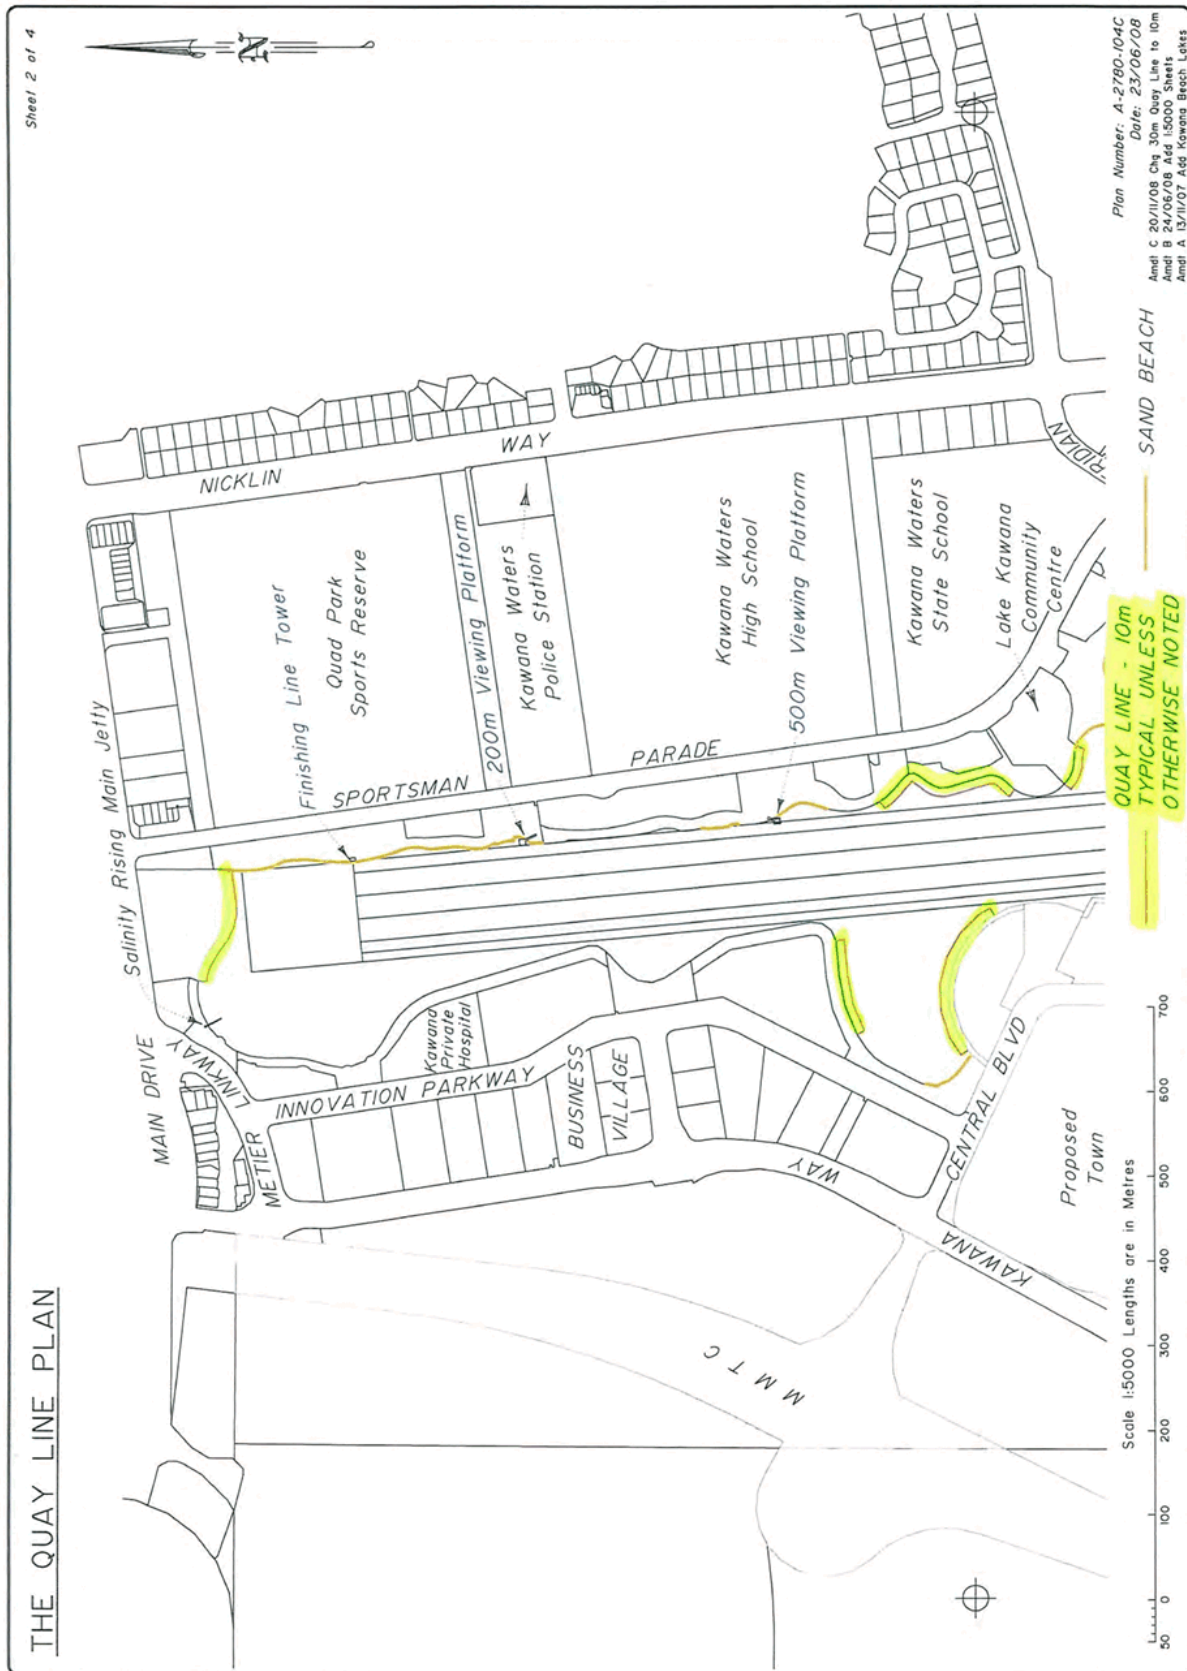 THE QUAY LINE PLAN
Sheet 2 of 4
N
MAIN DRIVE
Salinity Rising Main Jetty
LINKWAY
METIER
INNOVATION PARKWAY
Kawana
Private
Hospital
BUSINESS
VILLAGE
NICKLIN
WAY
Finishing Line Tower
Quad Park
Sports Reserve
SPORTSMAN
PARADE
200m Viewing Platform
Kawana Waters
Police Station
Kawana Waters
High School
500m Viewing Platform
Kawana Waters
State School
Lake Kawana
Community
Centre
RIDIAN
KAWANA
WAY
CENTRAL BLVD
Proposed
Town
M M T C
Scale 1:5000 Lengths are in Metres
50 0 100 200 300 400 500 600 700
QUAY LINE - 10m
TYPICAL UNLESS
OTHERWISE NOTED
SAND BEACH
Plan Number: A-2780-104C
Date: 23/06/08
Amdt C 20/11/08 Chg 30m Quay Line to 10m
Amdt B 24/06/08 Add 1:5000 Sheets
Amdt A 13/11/07 Add Kawana Beach Lakes